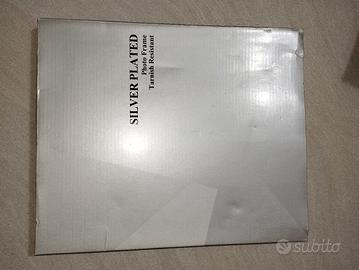 SILVER PLATED
Photo Frame
Tarnish Resistant
subito